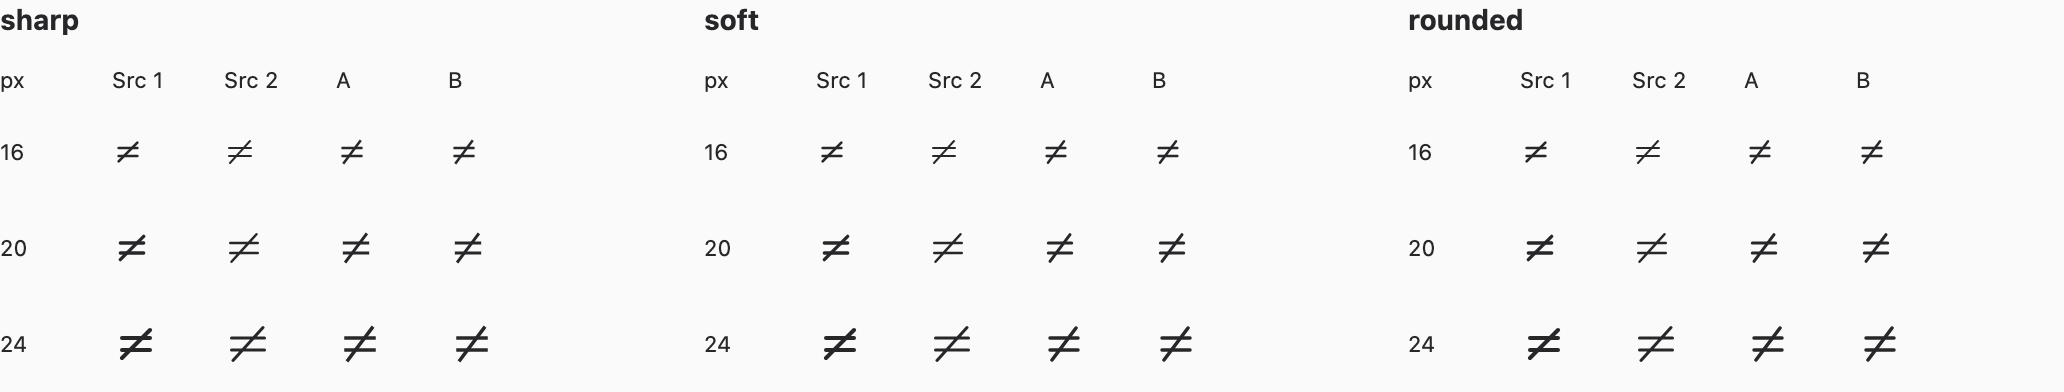 sharp soft rounded
px Src 1 Src 2 A B px Src 1 Src 2 A B px Src 1 Src 2 A B
16 ≠ ≠ ≠ ≠ 16 ≠ ≠ ≠ ≠ 16 ≠ ≠ ≠ ≠
20 ≠ ≠ ≠ ≠ 20 ≠ ≠ ≠ ≠ 20 ≠ ≠ ≠ ≠
24 ≠ ≠ ≠ ≠ 24 ≠ ≠ ≠ ≠ 24 ≠ ≠ ≠ ≠